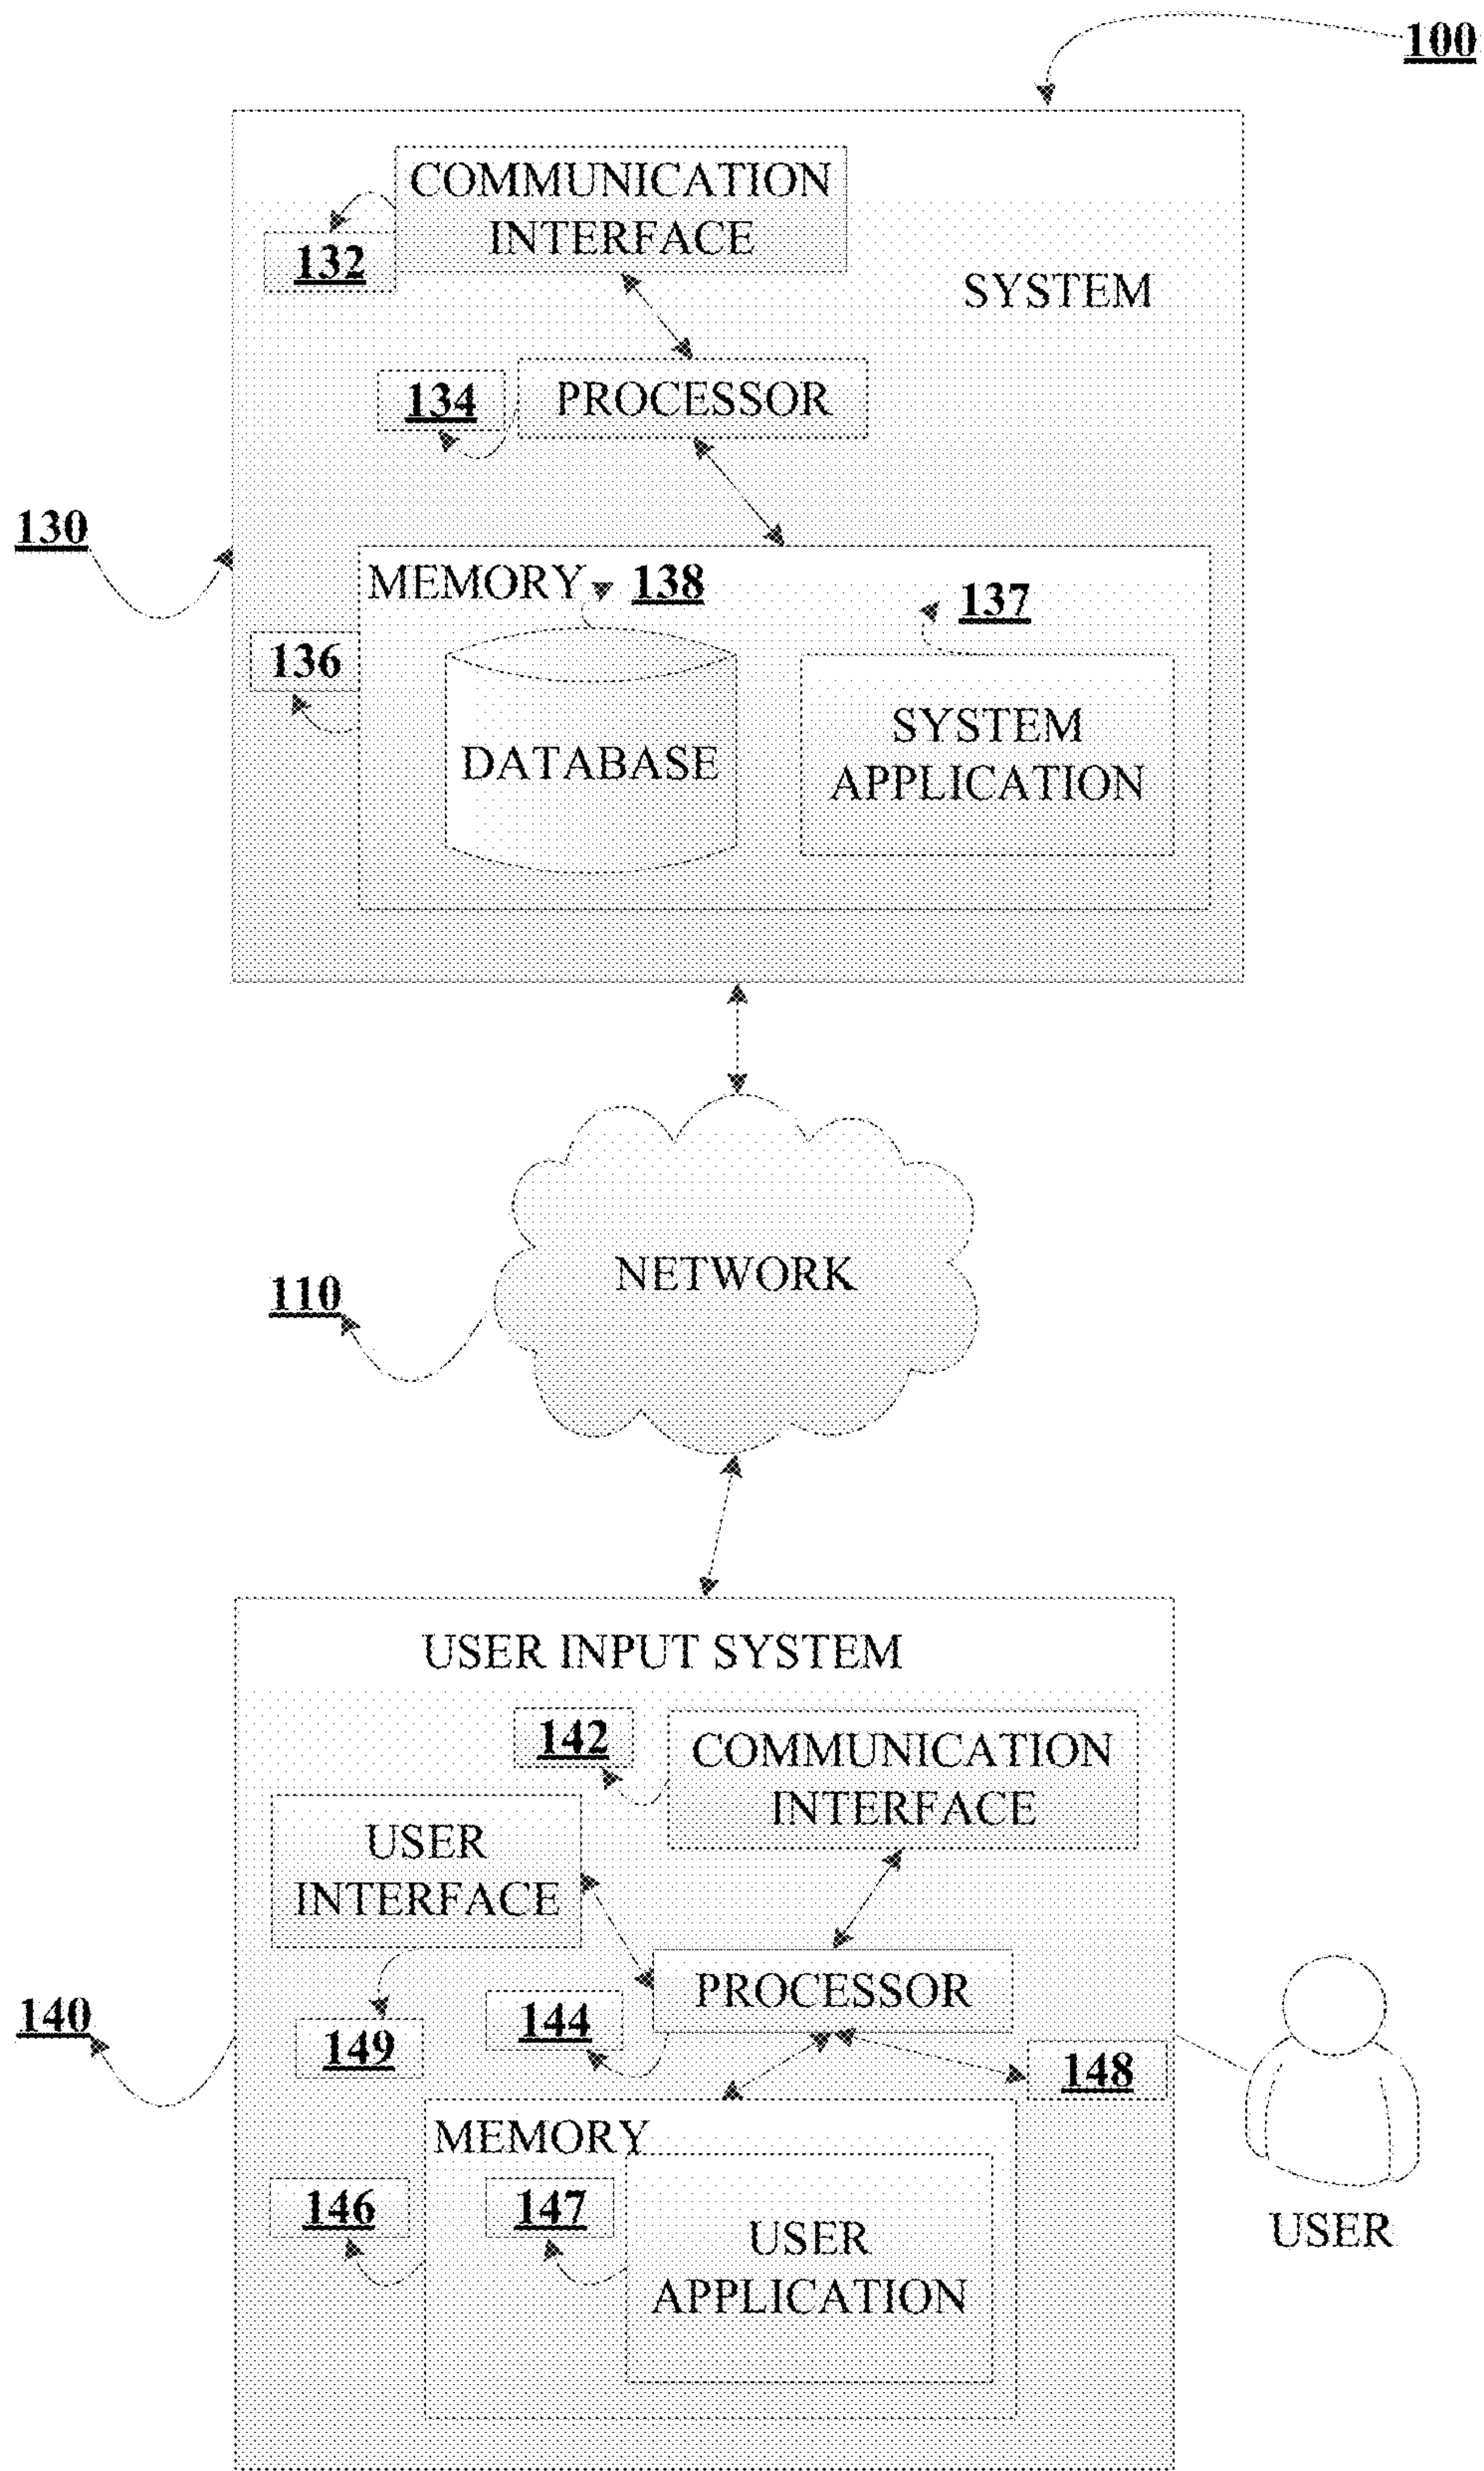 100
COMMUNICATION
INTERFACE
132
SYSTEM
134
PROCESSOR
130
MEMORY
138
137
136
DATABASE
SYSTEM
APPLICATION
NETWORK
110
USER INPUT SYSTEM
142
COMMUNICATION
INTERFACE
USER
INTERFACE
PROCESSOR
140
149
144
148
MEMORY
146
147
USER
APPLICATION
USER